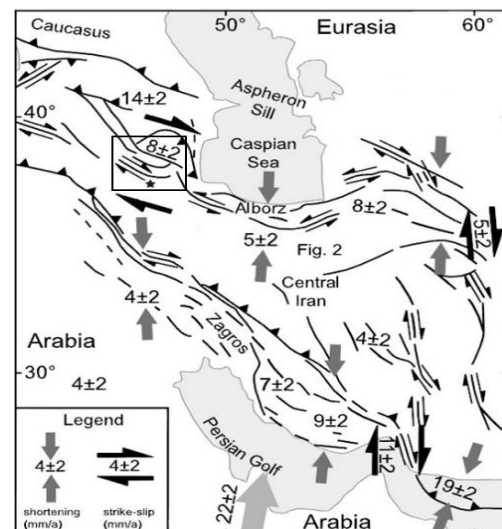 50°
Eurasia
60°
Caucasus
40°
14±2
Aspheron
Sill
8±2
Caspian
Sea
Alborz
8±2
5±2
5±2
Fig. 2
Central
Iran
4±2
Zagros
Arabia
4±2
30°
4±2
7±2
9±2
Persian Golf
11±2
19±2
22±2
Arabia
Legend
4±2
4±2
shortening
strike-slip
(mm/a)
(mm/a)